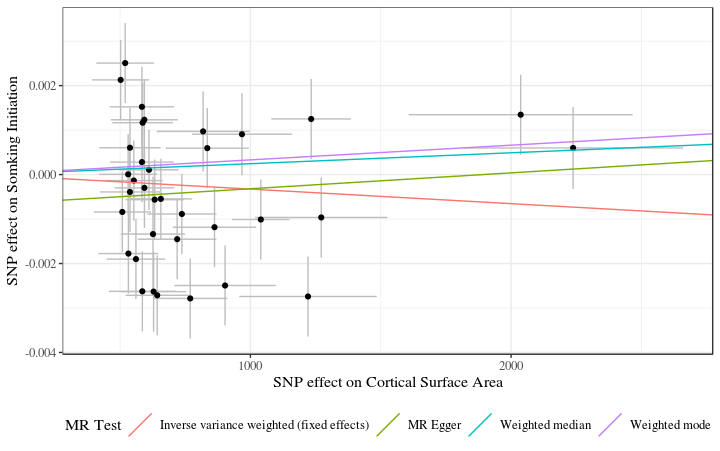 SNP effect on Somking Initiation
0.002
0.000
-0.002
-0.004
1000
2000
SNP effect on Cortical Surface Area
MR Test
Inverse variance weighted (fixed effects)
MR Egger
Weighted median
Weighted mode